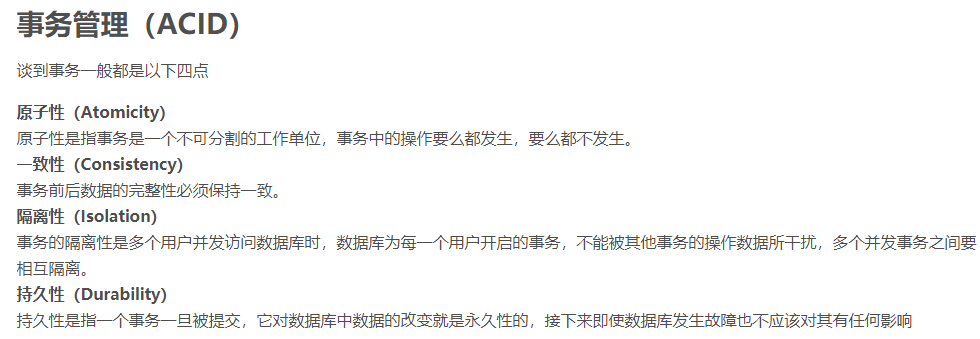 事务管理（ACID）
谈到事务一般都是以下四点
原子性（Atomicity）
原子性是指事务是一个不可分割的工作单位，事务中的操作要么都发生，要么都不发生。
一致性（Consistency）
事务前后数据的完整性必须保持一致。
隔离性（Isolation）
事务的隔离性是多个用户并发访问数据库时，数据库为每一个用户开启的事务，不能被其他事务的操作数据所干扰，多个并发事务之间要
相互隔离。
持久性（Durability）
持久性是指一个事务一旦被提交，它对数据库中数据的改变就是永久性的，接下来即使数据库发生故障也不应该对其有任何影响